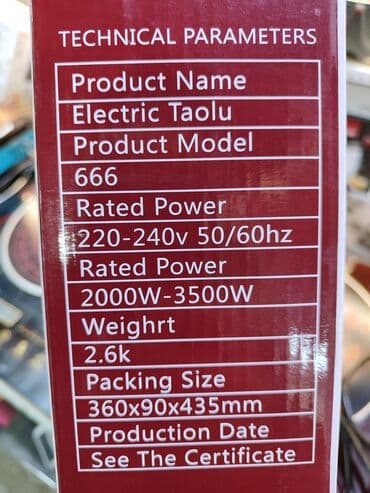 TECHNICAL PARAMETERS
Product Name
Electric Taolu
Product Model
666
Rated Power
220-240v 50/60hz
Rated Power
2000W-3500W
Weighrt
2.6k
Packing Size
360x90x435mm
Production Date
See The Certificate